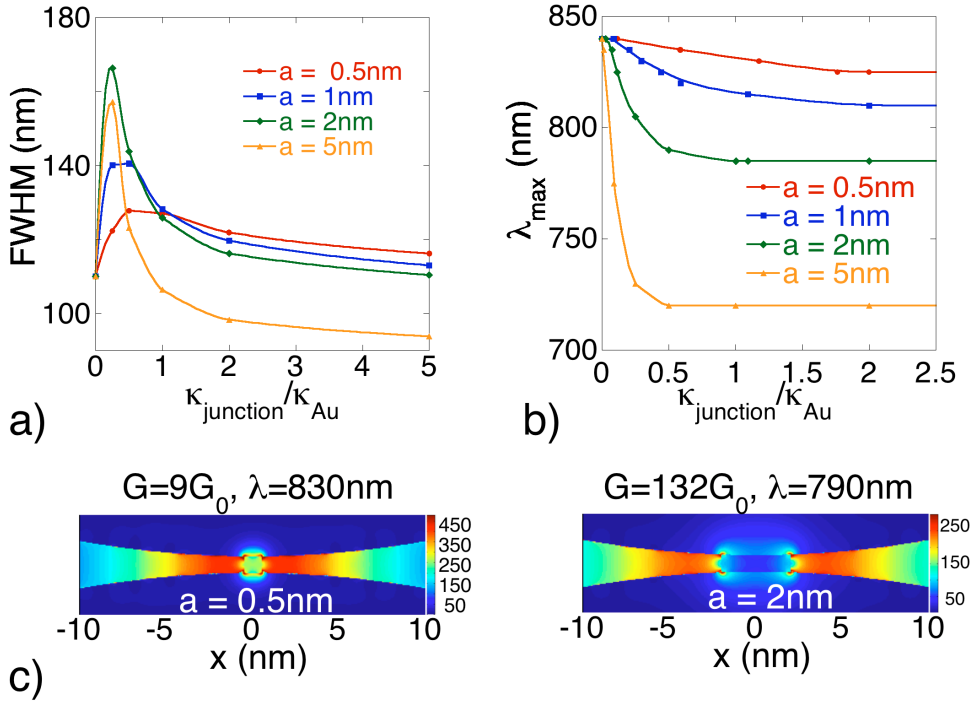 180
140
100
FWHM (nm)
a = 0.5nm
a = 1nm
a = 2nm
a = 5nm
0 1 2 3 4 5
κjunction/κAu
a)
850
800
750
700
λmax (nm)
a = 0.5nm
a = 1nm
a = 2nm
a = 5nm
0 0.5 1 1.5 2 2.5
κjunction/κAu
b)
G=9G0, λ=830nm
450
350
250
150
50
a = 0.5nm
-10 -5 0 5 10
x (nm)
G=132G0, λ=790nm
250
200
150
100
50
a = 2nm
-10 -5 0 5 10
x (nm)
c)